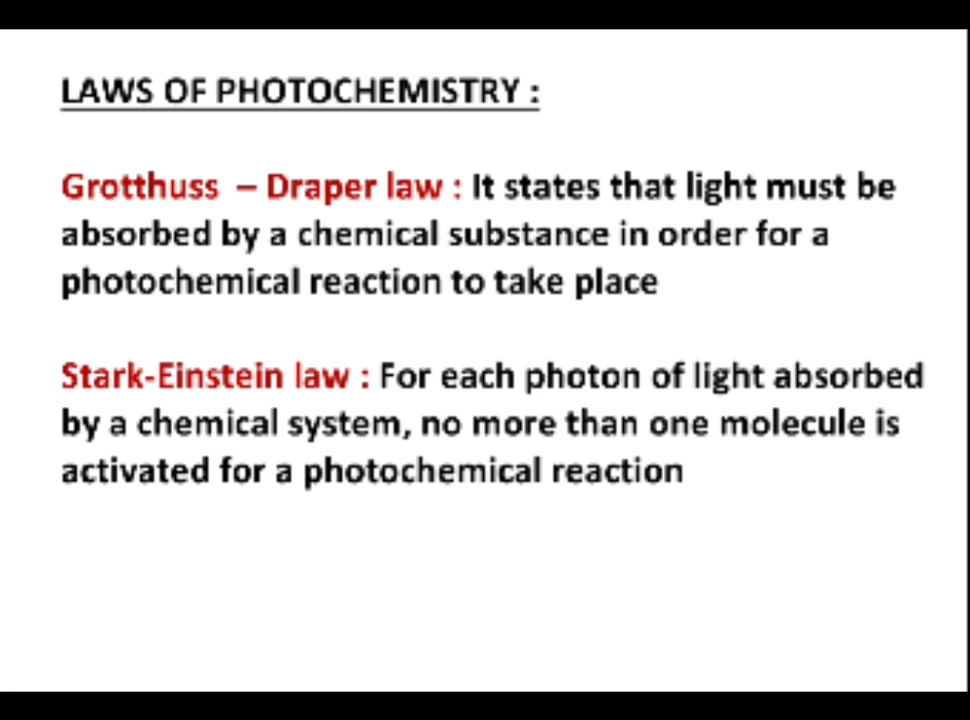 LAWS OF PHOTOCHEMISTRY :
Grotthuss – Draper law : It states that light must be
absorbed by a chemical substance in order for a
photochemical reaction to take place
Stark-Einstein law : For each photon of light absorbed
by a chemical system, no more than one molecule is
activated for a photochemical reaction